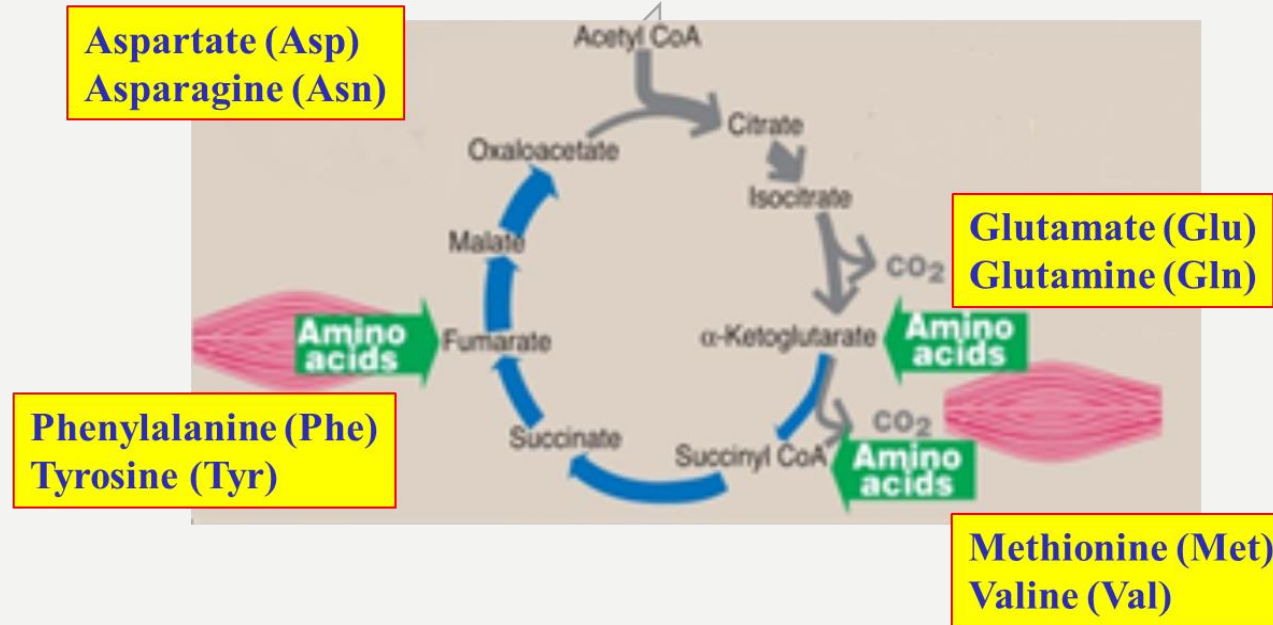 Aspartate (Asp)
Asparagine (Asn)
Acetyl CoA
Citrate
Oxaloacetate
Isocitrate
Malate
CO2
Glutamate (Glu)
Glutamine (Gln)
Amino
acids
Fumarate
α-Ketoglutarate
Amino
acids
Phenylalanine (Phe)
Tyrosine (Tyr)
CO2
Succinate
Succinyl CoA
Amino
acids
Methionine (Met)
Valine (Val)